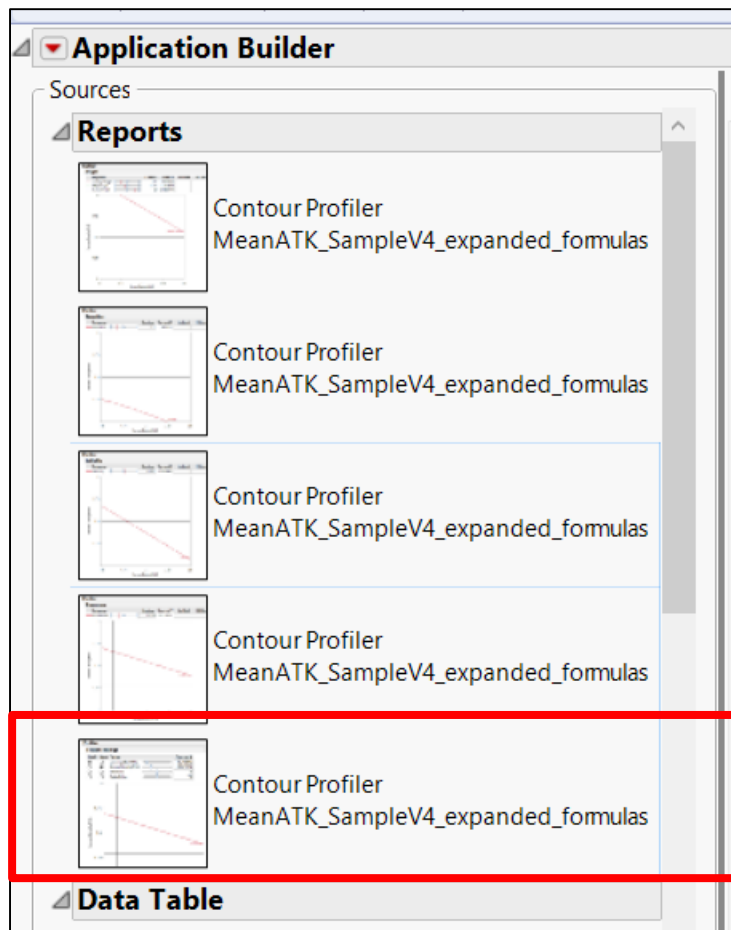 Application Builder
Sources
Reports
Contour Profiler
MeanATK_SampleV4_expanded_formulas
Contour Profiler
MeanATK_SampleV4_expanded_formulas
Contour Profiler
MeanATK_SampleV4_expanded_formulas
Contour Profiler
MeanATK_SampleV4_expanded_formulas
Contour Profiler
MeanATK_SampleV4_expanded_formulas
Data Table